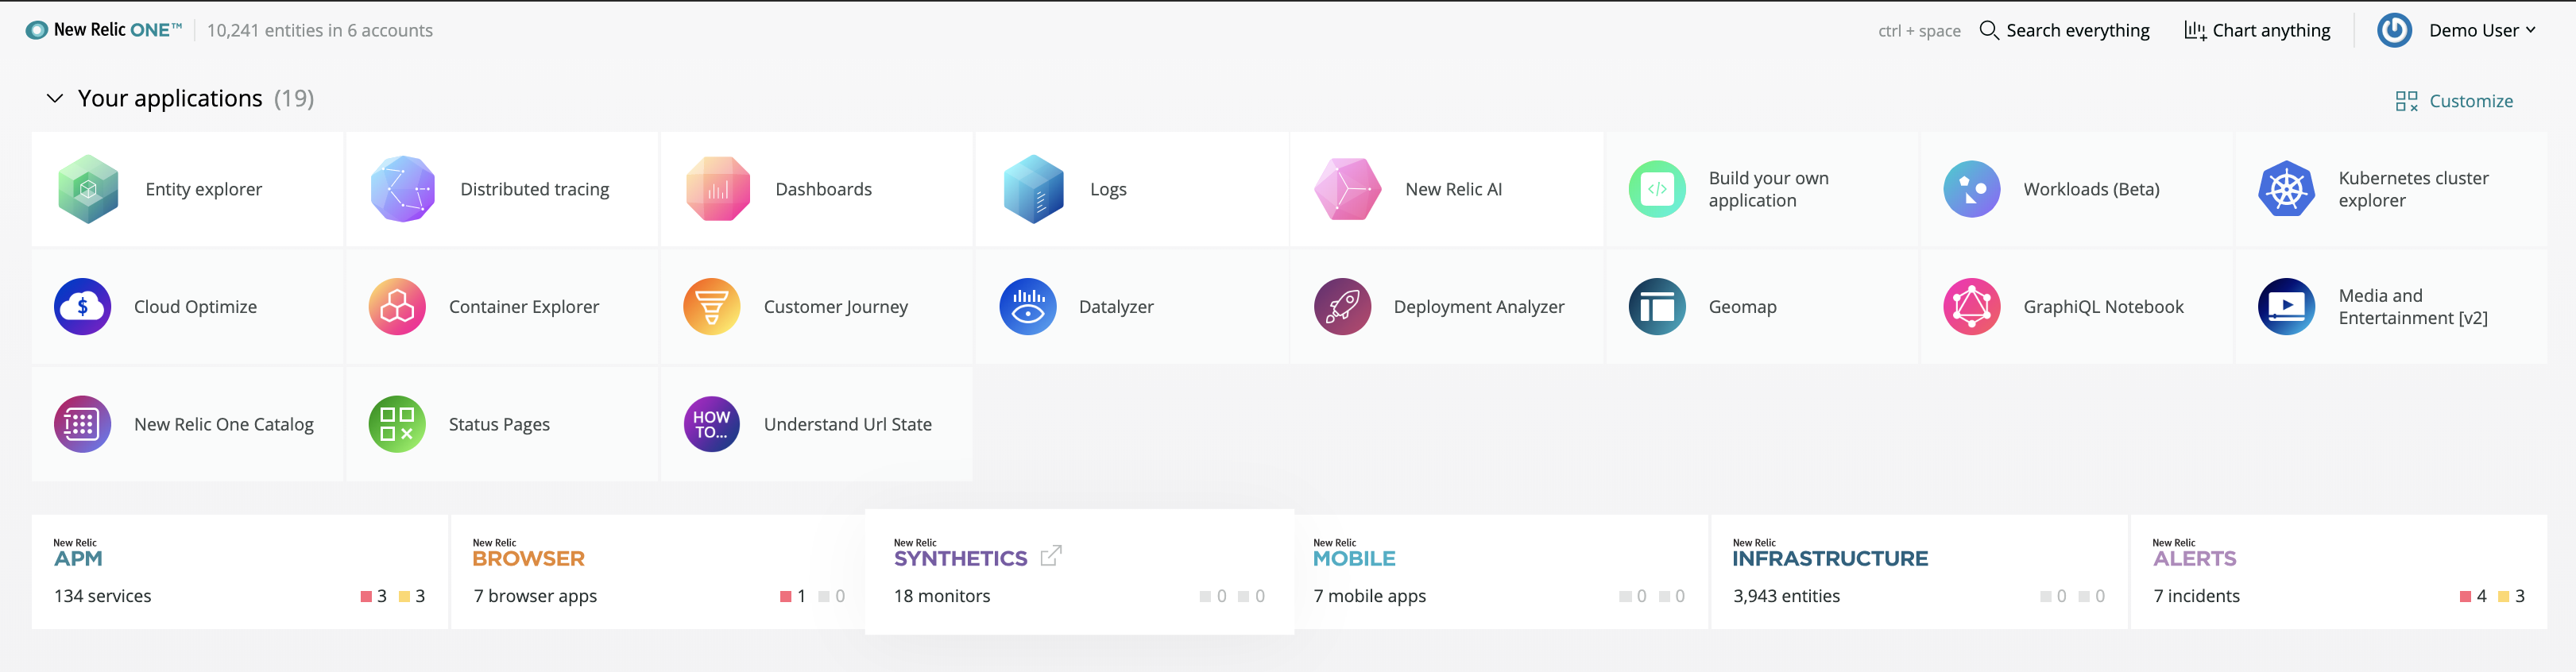 New Relic ONE™ 10,241 entities in 6 accounts ctrl + space Search everything Chart anything Demo User
Your applications (19) Customize
Entity explorer
Distributed tracing
Dashboards
Logs
New Relic AI
Build your own
application
Workloads (Beta)
Kubernetes cluster
explorer
Cloud Optimize
Container Explorer
Customer Journey
Datalyzer
Deployment Analyzer
Geomap
GraphiQL Notebook
Media and
Entertainment [v2]
New Relic One Catalog
Status Pages
HOW
TO...
Understand Url State
New Relic
APM
134 services 3 3
New Relic
BROWSER
7 browser apps 1 0
New Relic
SYNTHETICS
18 monitors 0 0
New Relic
MOBILE
7 mobile apps 0 0
New Relic
INFRASTRUCTURE
3,943 entities 0 0
New Relic
ALERTS
7 incidents 4 3